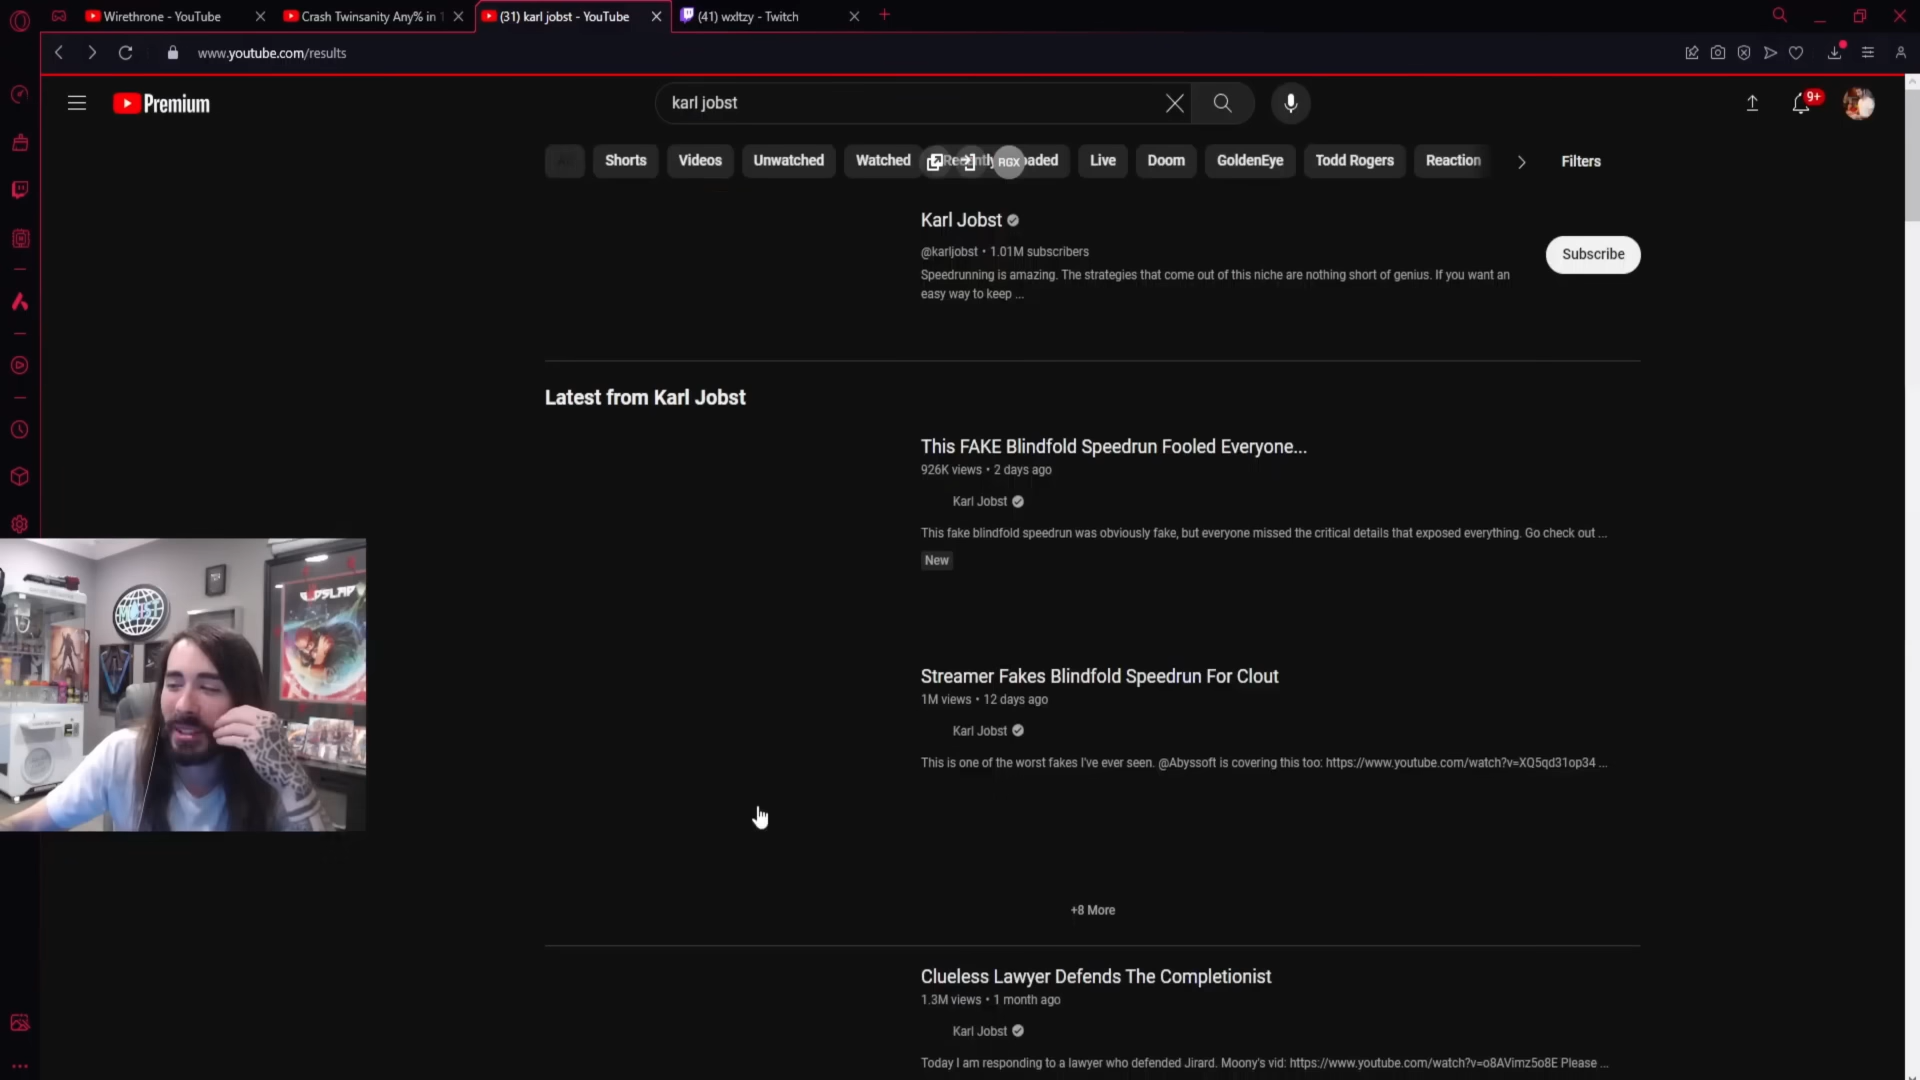 Wirethrone - YouTube
Crash Twinsanity Any% in
(31) karl jobst - YouTube
(41) wxltzy - Twitch
www.youtube.com/results
Premium
karl jobst
9+
Shorts
Videos
Unwatched
Watched
RGX
Live
Doom
GoldenEye
Todd Rogers
Reaction
Filters
Karl Jobst
@karljobst • 1.01M subscribers
Speedrunning is amazing. The strategies that come out of this niche are nothing short of genius. If you want an
easy way to keep ...
Subscribe
Latest from Karl Jobst
This FAKE Blindfold Speedrun Fooled Everyone...
926K views • 2 days ago
Karl Jobst
This fake blindfold speedrun was obviously fake, but everyone missed the critical details that exposed everything. Go check out ...
New
MOIST
Streamer Fakes Blindfold Speedrun For Clout
1M views • 12 days ago
Karl Jobst
This is one of the worst fakes I've ever seen. @Abyssoft is covering this too: https://www.youtube.com/watch?v=XQ5qd31op34 ...
+8 More
Clueless Lawyer Defends The Completionist
1.3M views • 1 month ago
Karl Jobst
Today I am responding to a lawyer who defended Jirard. Moony's vid: https://www.youtube.com/watch?v=o8AVimz5o8E Please ...